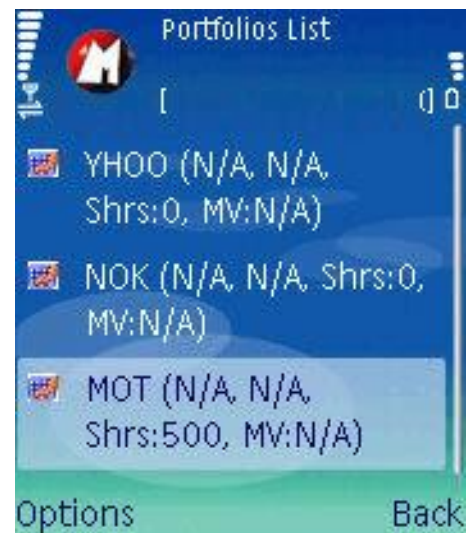 Portfolios List
[
YHOO (N/A, N/A,
Shrs:0, MV:N/A)
NOK (N/A, N/A, Shrs:0,
MV:N/A)
MOT (N/A, N/A,
Shrs:500, MV:N/A)
Options Back